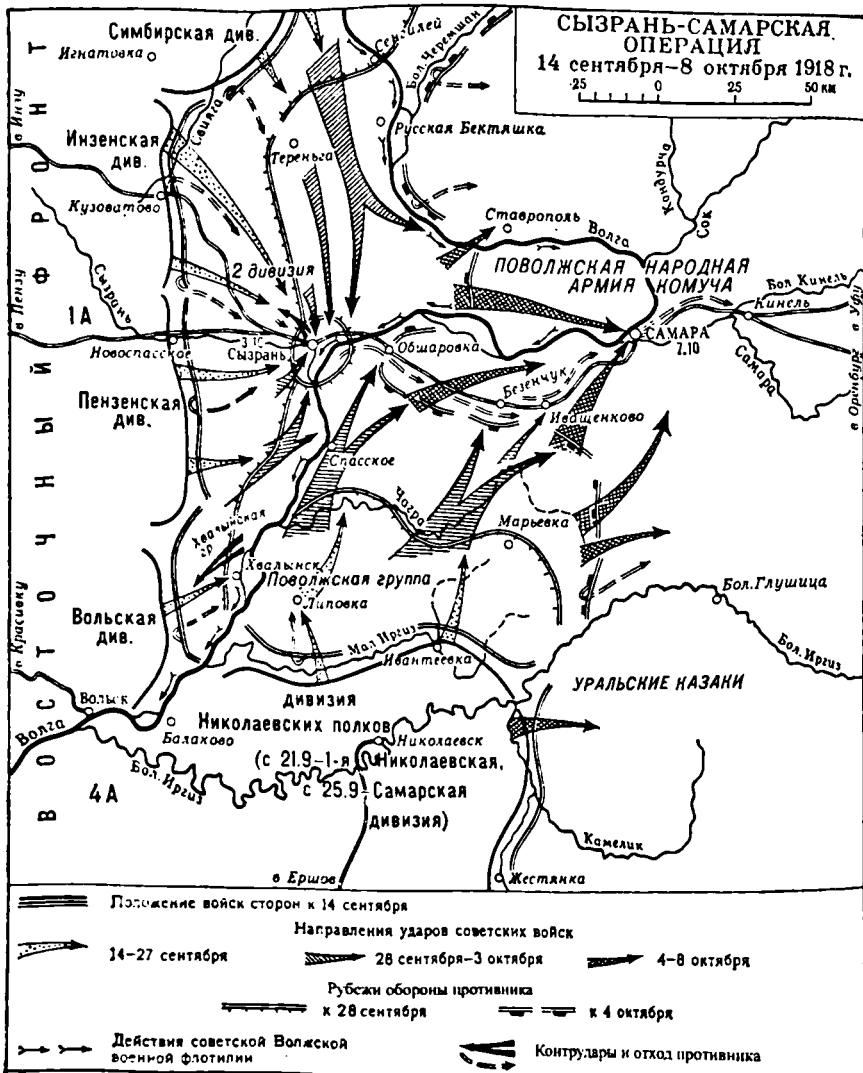 СЫЗРАНЬ-САМАРСКАЯ
ОПЕРАЦИЯ
14 сентября–8 октября 1918 г.
25 0 25 50 км
Симбирская див.
Игнатовка
Сенгилей
Бол. Черемшан
в Инзу
Свияга
Русская Бектяшка
Инзенская
див.
Тереньга
Кузоватово
Кондурча
Сок
Ставрополь
Волга
Сызрань
2 дивизия
ПОВОЛЖСКАЯ НАРОДНАЯ
АРМИЯ КОМУЧА
Бол. Кинель
Кинель
в Пензу
в Уфу
1А
Новоспасское
3.10
Сызрань
Обшаровка
САМАРА
7.10
Самара
в Оренбург
Безенчук
Пензенская
див.
Иващенково
Спасское
Чагра
Хвалынская
гр.
Марьевка
Хвалынск
Поволжская группа
Липовка
Бол. Глушица
в Красивку
Вольская
див.
Мал. Иргиз
Ивантеевка
Бол. Иргиз
УРАЛЬСКИЕ КАЗАКИ
Вольск
Волга
Балаково
ДИВИЗИЯ
Николаевских полков
Николаевск
(с 21.9–1-я Николаевская,
с 25.9–Самарская
дивизия)
4А
Бол. Иргиз
Камелик
в Ершов
Жестянка
ВОСТОЧНЫЙ ФРОНТ
Положение войск сторон к 14 сентября
Направления ударов советских войск
14–27 сентября
28 сентября–3 октября
4–8 октября
Рубежи обороны противника
к 28 сентября
к 4 октября
Действия советской Волжской
военной флотилии
Контрудары и отход противника